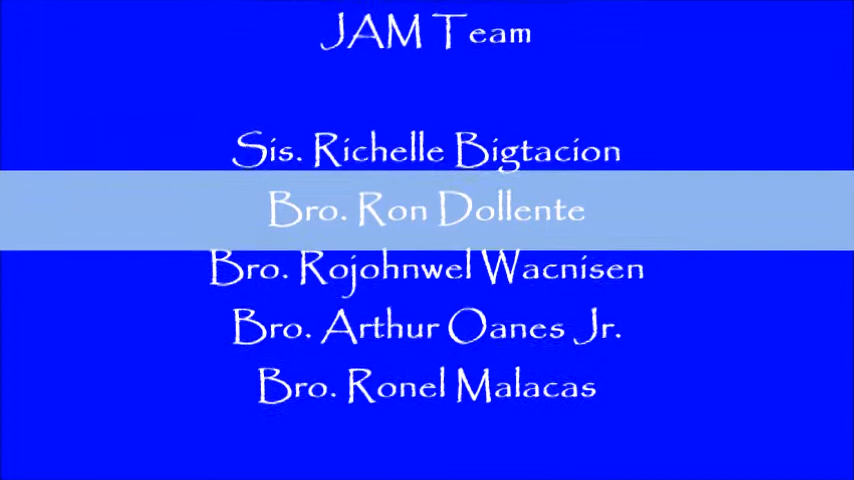 JAM Team
Sis. Richelle Bigtacion
Bro. Ron Dollente
Bro. Rojohnwel Wacnisen
Bro. Arthur Oanes Jr.
Bro. Ronel Malacas